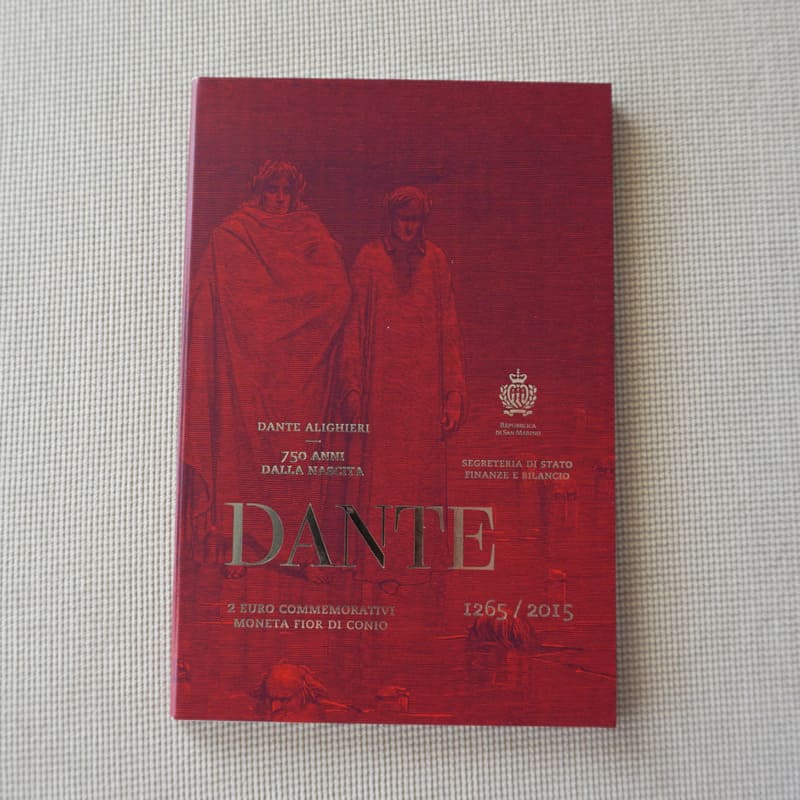 DANTE ALIGHIERI
750 ANNI
DALLA NASCITA
REPUBBLICA
DI SAN MARINO
SEGRETERIA DI STATO
FINANZE E BILANCIO
DANTE
2 EURO COMMEMORATIVI
MONETA FIOR DI CONIO
1265/2015